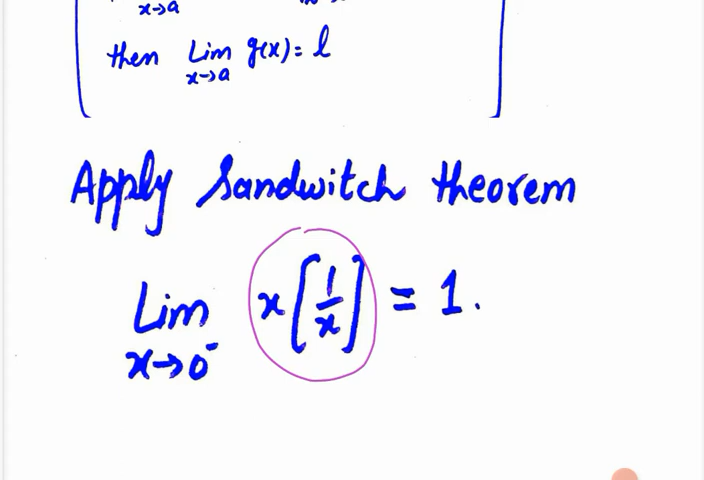 x→a
then Lim g(x) = l
x→a
Apply Sandwitch theorem
Lim x[1/x] = 1.
x→0⁻